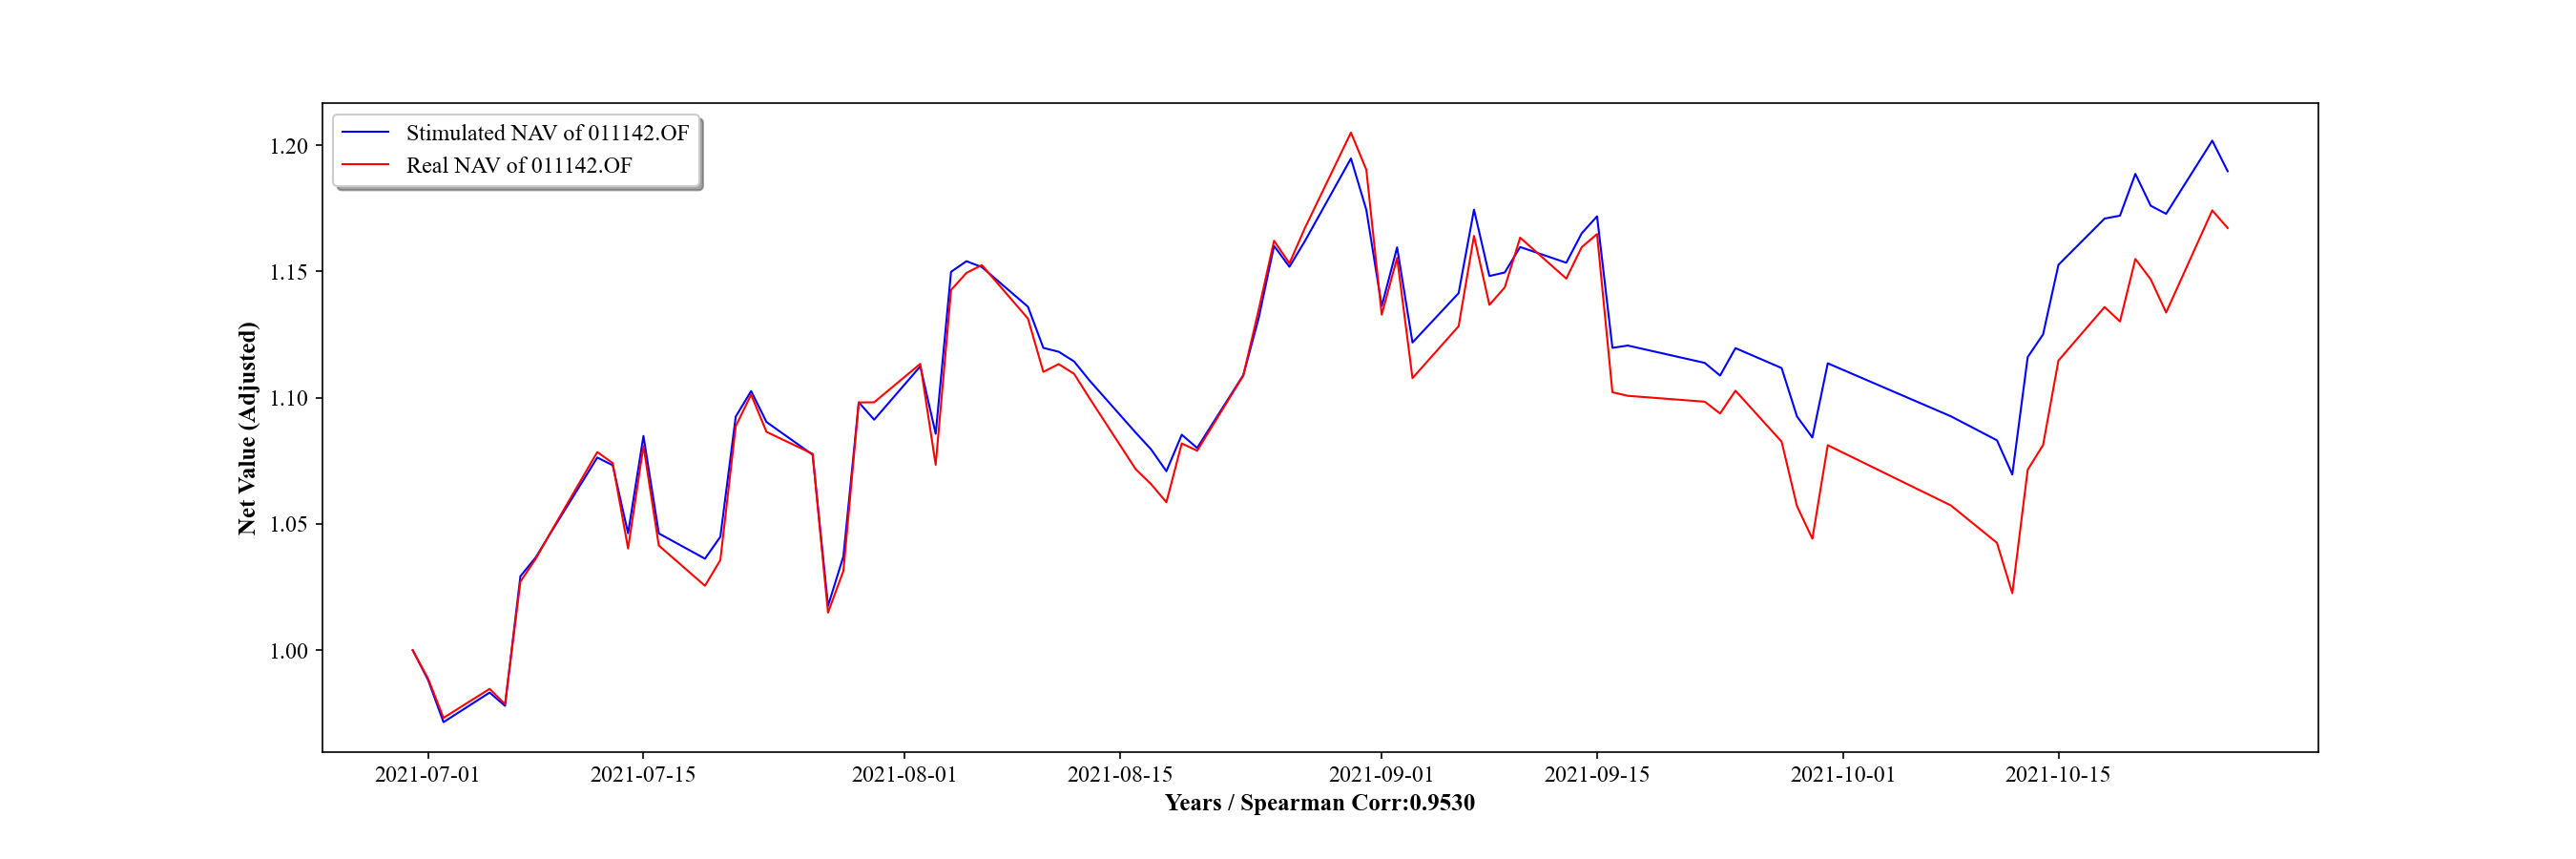 Stimulated NAV of 011142.OF
Real NAV of 011142.OF
1.20
1.15
1.10
1.05
1.00
Net Value (Adjusted)
2021-07-01 2021-07-15 2021-08-01 2021-08-15 2021-09-01 2021-09-15 2021-10-01 2021-10-15
Years / Spearman Corr:0.9530